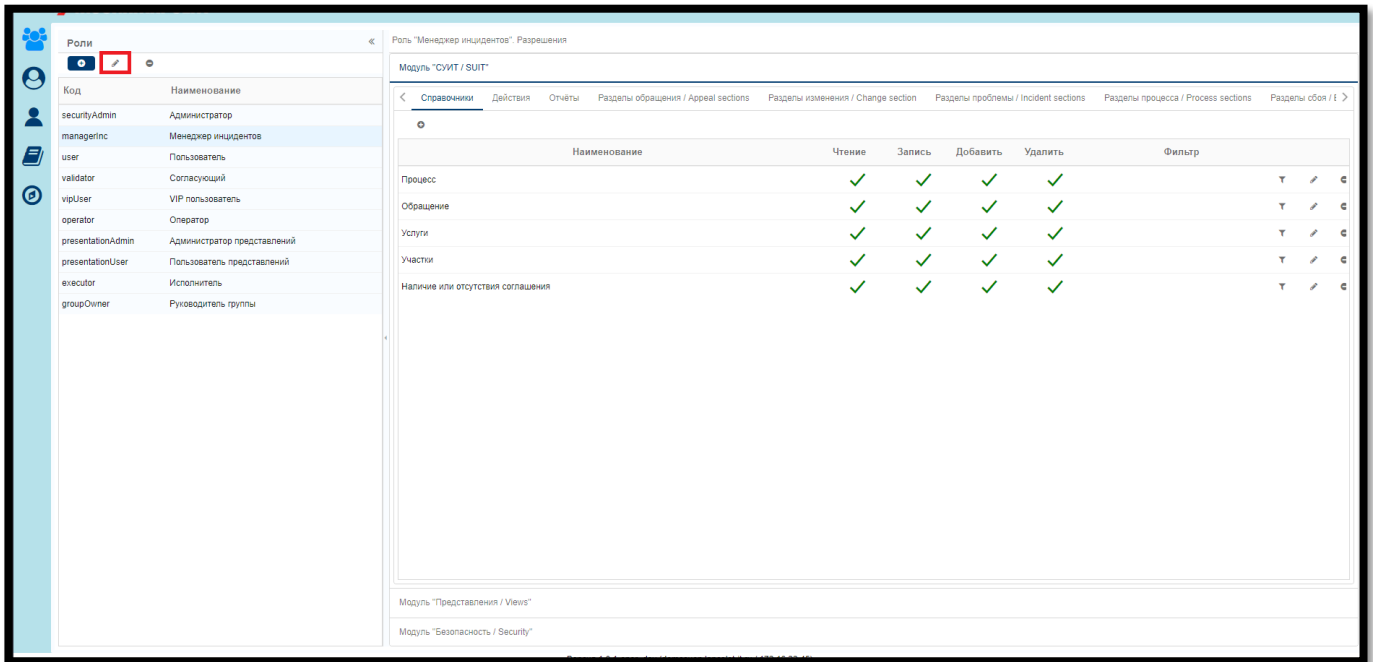 Роли
Код Наименование
securityAdmin Администратор
managerInc Менеджер инцидентов
user Пользователь
validator Согласующий
vipUser VIP пользователь
operator Оператор
presentationAdmin Администратор представлений
presentationUser Пользователь представлений
executor Исполнитель
groupOwner Руководитель группы
Роль "Менеджер инцидентов". Разрешения
Модуль "СУИТ / SUIT"
Справочники Действия Отчёты Разделы обращения / Appeal sections Разделы изменения / Change section Разделы проблемы / Incident sections Разделы процесса / Process sections Разделы сбоя /
Наименование Чтение Запись Добавить Удалить Фильтр
Процесс
Обращение
Услуги
Участки
Наличие или отсутствия соглашения
Модуль "Представления / Views"
Модуль "Безопасность / Security"